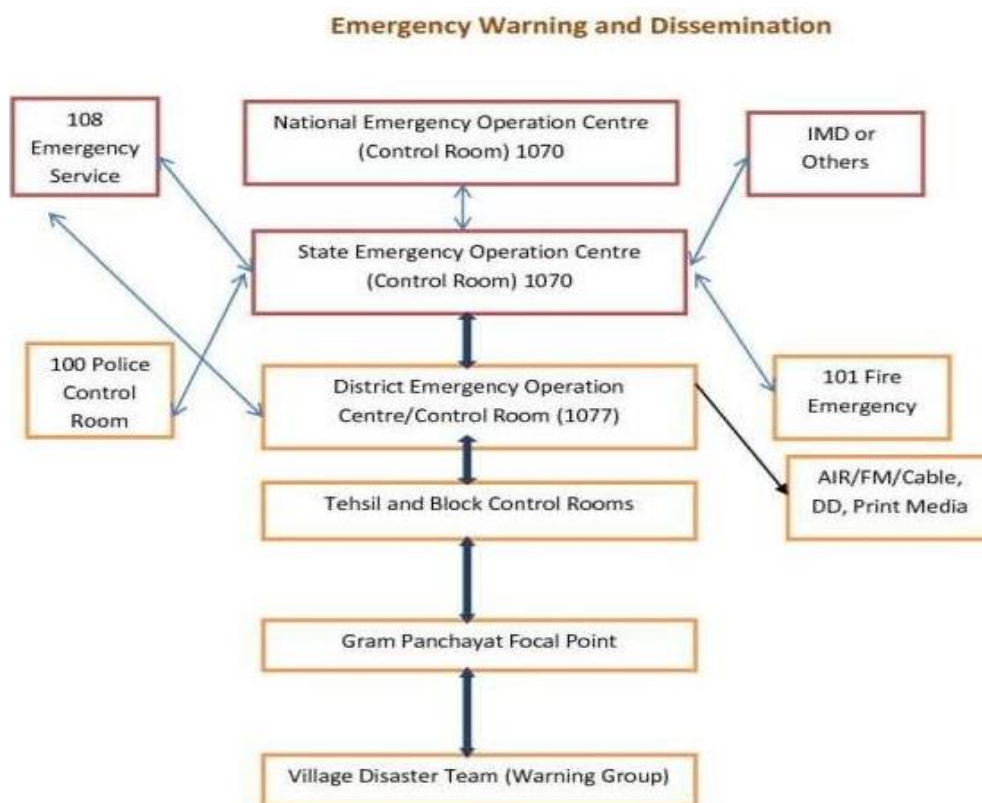 Emergency Warning and Dissemination
108
Emergency
Service
National Emergency Operation Centre
(Control Room) 1070
IMD or
Others
State Emergency Operation Centre
(Control Room) 1070
100 Police
Control
Room
District Emergency Operation
Centre/Control Room (1077)
101 Fire
Emergency
AIR/FM/Cable,
DD, Print Media
Tehsil and Block Control Rooms
Gram Panchayat Focal Point
Village Disaster Team (Warning Group)